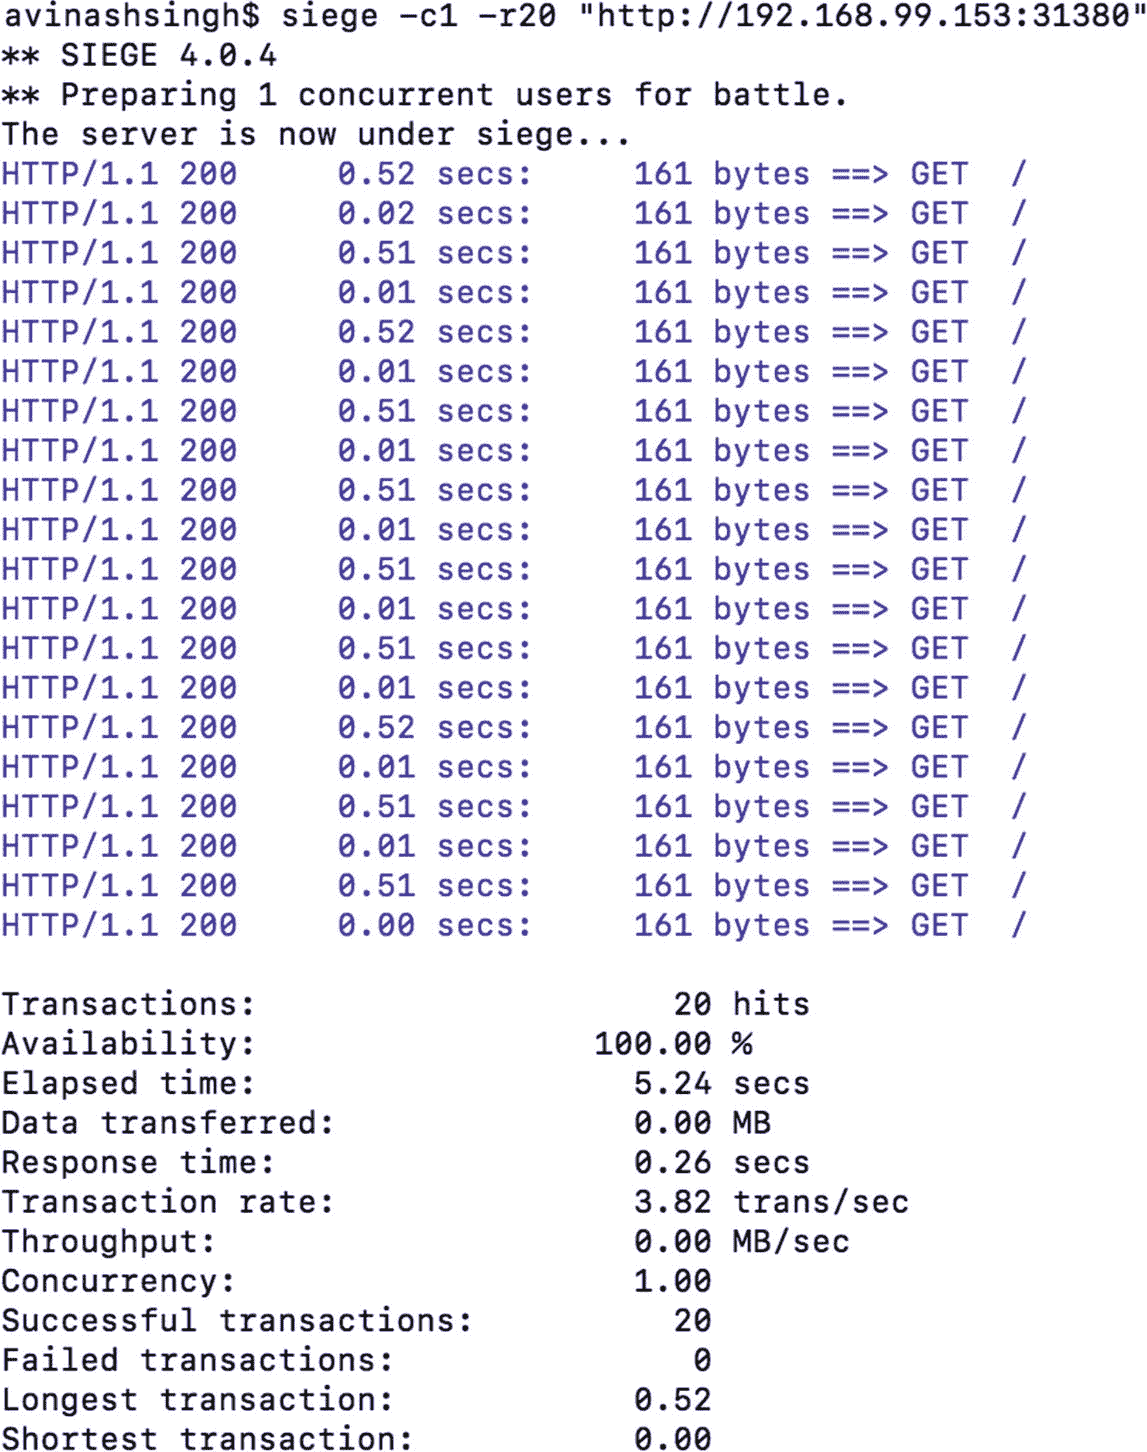 avinashsingh$ siege –c1 –r20 "http://192.168.99.153:31380"
** SIEGE 4.0.4
** Preparing 1 concurrent users for battle.
The server is now under siege...
HTTP/1.1 200     0.52 secs:     161 bytes ==> GET  /
HTTP/1.1 200     0.02 secs:     161 bytes ==> GET  /
HTTP/1.1 200     0.51 secs:     161 bytes ==> GET  /
HTTP/1.1 200     0.01 secs:     161 bytes ==> GET  /
HTTP/1.1 200     0.52 secs:     161 bytes ==> GET  /
HTTP/1.1 200     0.01 secs:     161 bytes ==> GET  /
HTTP/1.1 200     0.51 secs:     161 bytes ==> GET  /
HTTP/1.1 200     0.01 secs:     161 bytes ==> GET  /
HTTP/1.1 200     0.51 secs:     161 bytes ==> GET  /
HTTP/1.1 200     0.01 secs:     161 bytes ==> GET  /
HTTP/1.1 200     0.51 secs:     161 bytes ==> GET  /
HTTP/1.1 200     0.01 secs:     161 bytes ==> GET  /
HTTP/1.1 200     0.51 secs:     161 bytes ==> GET  /
HTTP/1.1 200     0.01 secs:     161 bytes ==> GET  /
HTTP/1.1 200     0.52 secs:     161 bytes ==> GET  /
HTTP/1.1 200     0.01 secs:     161 bytes ==> GET  /
HTTP/1.1 200     0.51 secs:     161 bytes ==> GET  /
HTTP/1.1 200     0.01 secs:     161 bytes ==> GET  /
HTTP/1.1 200     0.51 secs:     161 bytes ==> GET  /
HTTP/1.1 200     0.00 secs:     161 bytes ==> GET  /
Transactions:                     20 hits
Availability:                 100.00 %
Elapsed time:                   5.24 secs
Data transferred:               0.00 MB
Response time:                  0.26 secs
Transaction rate:               3.82 trans/sec
Throughput:                     0.00 MB/sec
Concurrency:                    1.00
Successful transactions:          20
Failed transactions:               0
Longest transaction:            0.52
Shortest transaction:           0.00